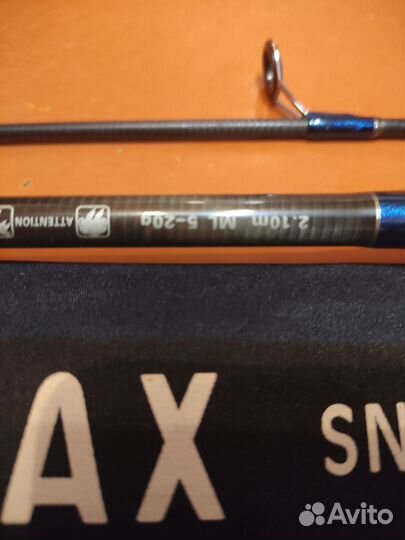 2.10m ML 5-20g
ATTENTION
AX SN
Avito